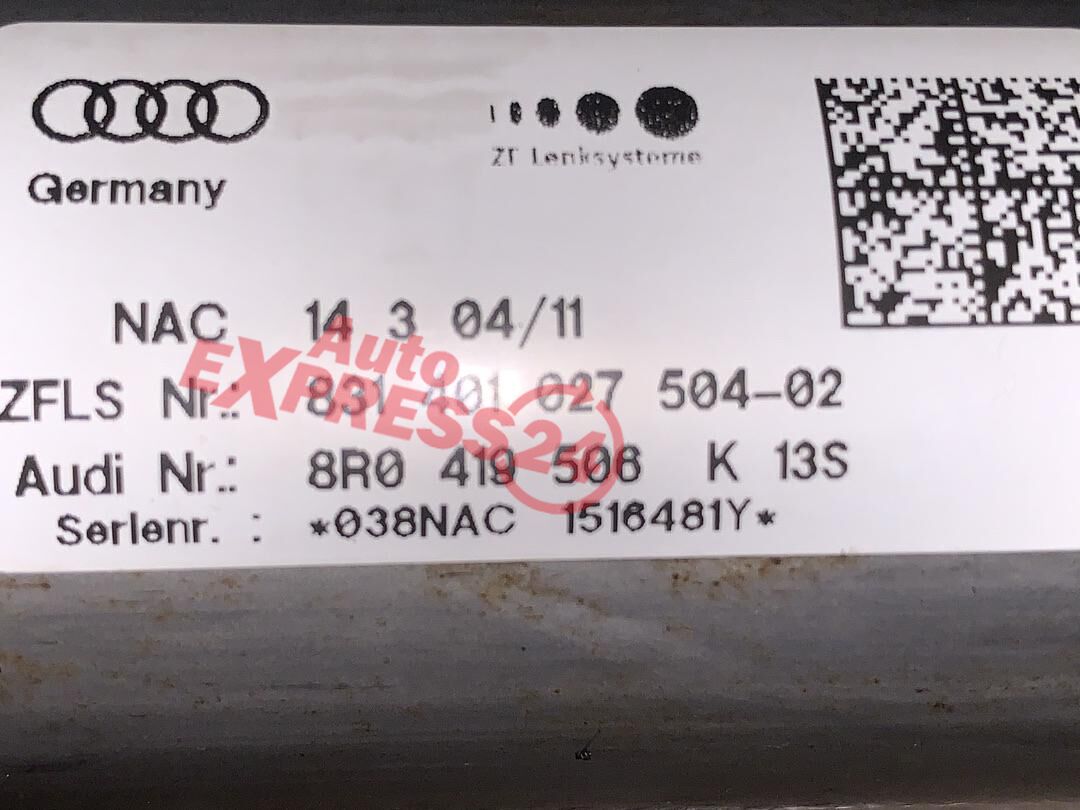 ZF Lenksysteme
Germany
NAC 14 3 04/11
ZFLS Nr.: 831 401 027 504-02
Audi Nr.: 8R0 419 506 K 13S
Serienr. : *038NAC 1516481Y*
Auto
EXPRESS24